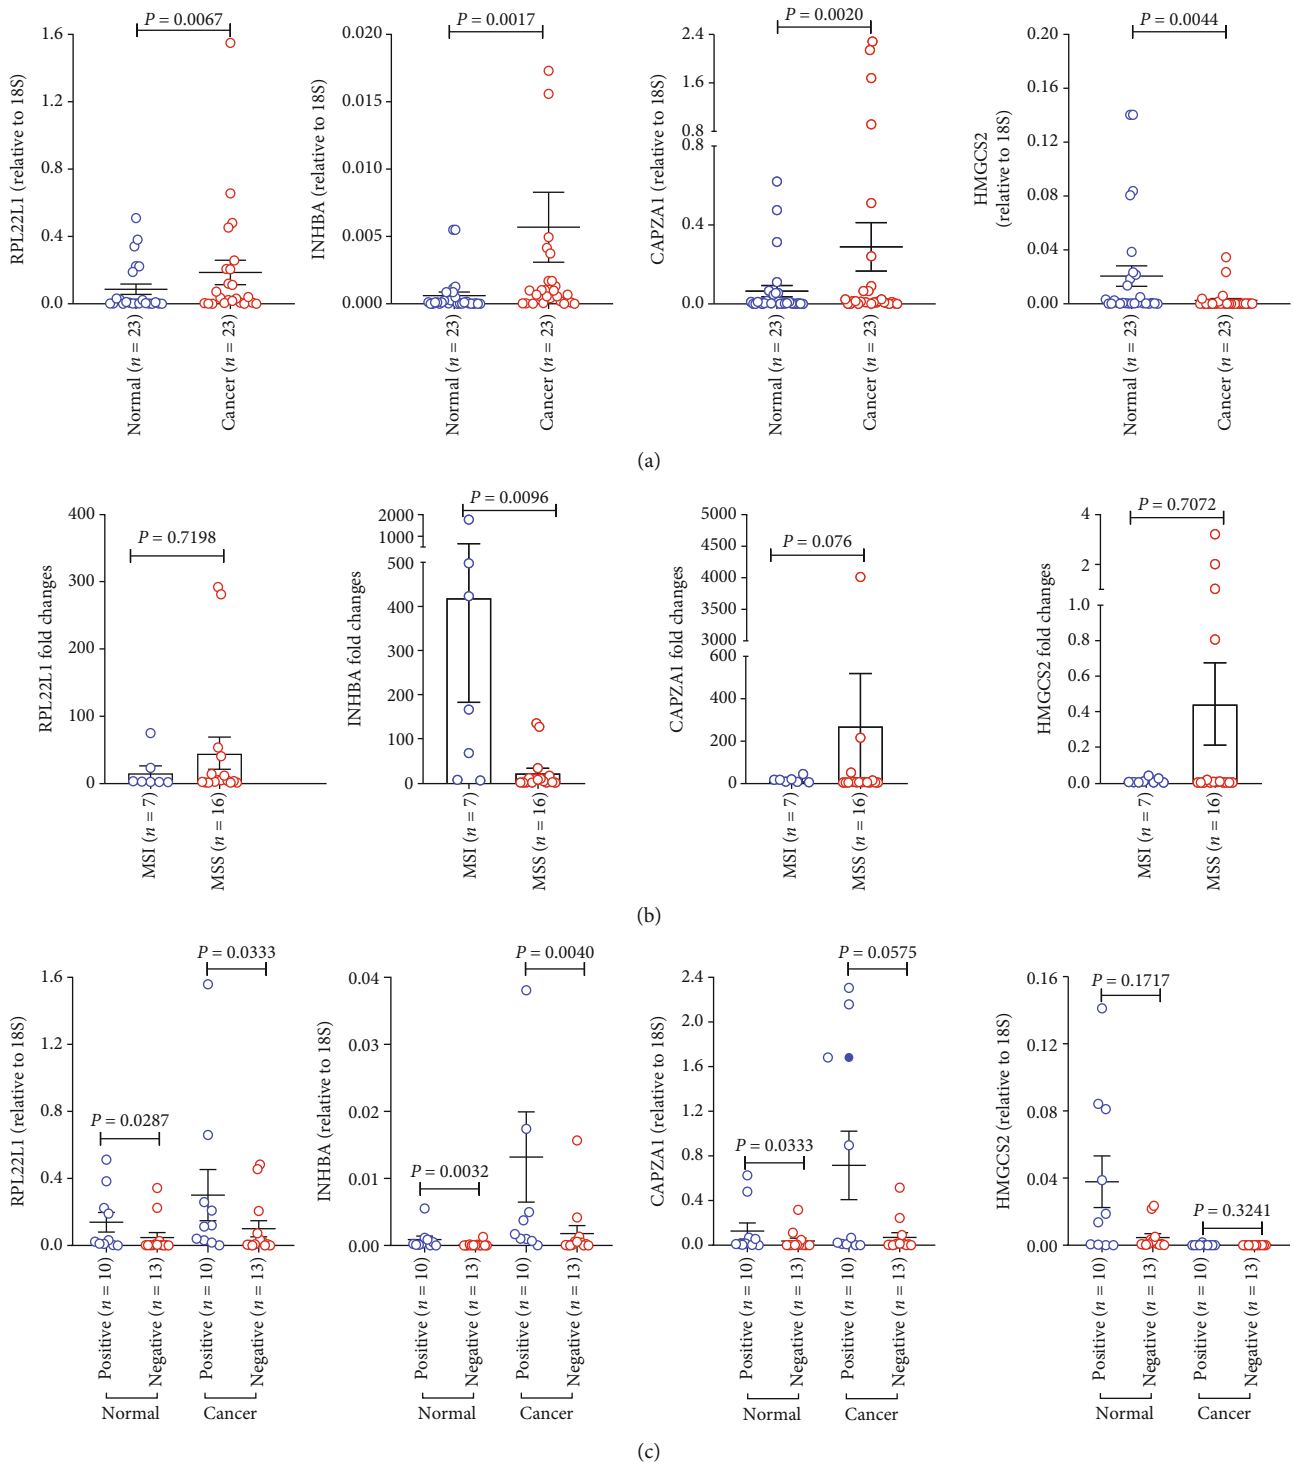 P = 0.0067
RPL22L1 (relative to 18S)
1.6
1.2
0.8
0.4
0.0
Normal (n = 23)
Cancer (n = 23)
P = 0.0017
INHBA (relative to 18S)
0.020
0.015
0.010
0.005
0.000
Normal (n = 23)
Cancer (n = 23)
P = 0.0020
CAPZA1 (relative to 18S)
2.4
1.6
0.8
0.8
0.4
0.0
Normal (n = 23)
Cancer (n = 23)
P = 0.0044
HMGCS2
(relative to 18S)
0.20
0.16
0.12
0.08
0.04
0.00
Normal (n = 23)
Cancer (n = 23)
(a)
P = 0.7198
RPL22L1 fold changes
400
300
200
100
0
MSI (n = 7)
MSS (n = 16)
P = 0.0096
INHBA fold changes
2000
1000
500
400
300
200
100
0
MSI (n = 7)
MSS (n = 16)
P = 0.076
CAPZA1 fold changes
5000
4500
4000
3500
3000
600
400
200
0
MSI (n = 7)
MSS (n = 16)
P = 0.7072
HMGCS2 fold changes
4
2
1.0
0.8
0.6
0.4
0.2
0.0
MSI (n = 7)
MSS (n = 16)
(b)
P = 0.0333
P = 0.0287
RPL22L1 (relative to 18S)
1.6
1.2
0.8
0.4
0.0
Positive (n = 10)
Negative (n = 13)
Positive (n = 10)
Negative (n = 13)
Normal
Cancer
P = 0.0040
P = 0.0032
INHBA (relative to 18S)
0.04
0.03
0.02
0.01
0.00
Positive (n = 10)
Negative (n = 13)
Positive (n = 10)
Negative (n = 13)
Normal
Cancer
P = 0.0575
P = 0.0333
CAPZA1 (relative to 18S)
2.4
2.0
1.6
1.2
0.8
0.4
0.0
Positive (n = 10)
Negative (n = 13)
Positive (n = 10)
Negative (n = 13)
Normal
Cancer
P = 0.1717
P = 0.3241
HMGCS2 (relative to 18S)
0.16
0.12
0.08
0.04
0.00
Positive (n = 10)
Negative (n = 13)
Positive (n = 10)
Negative (n = 13)
Normal
Cancer
(c)